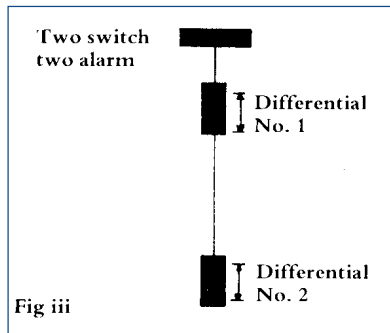 Two switch
two alarm
Differential
No. 1
Differential
No. 2
Fig iii